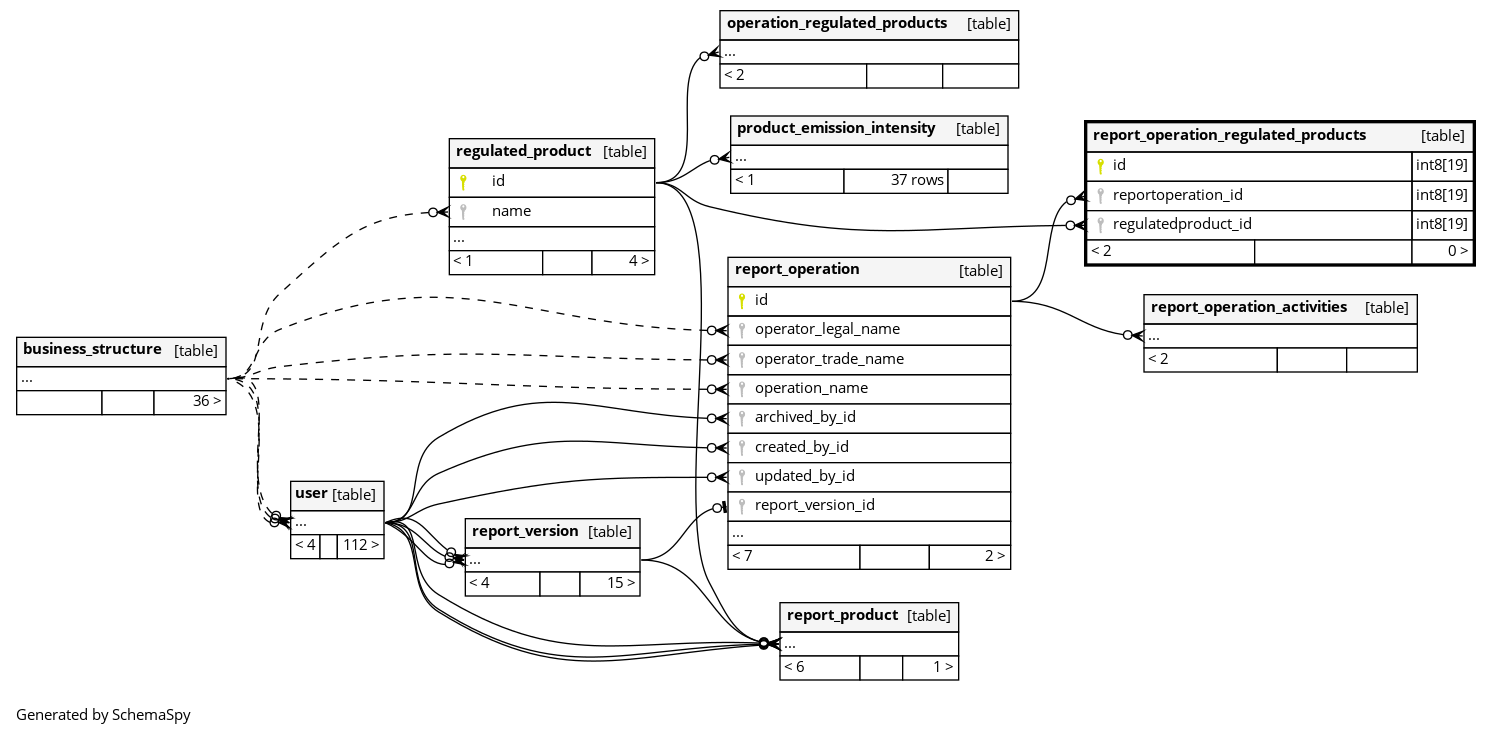 operation_regulated_products [table]
...
< 2
product_emission_intensity [table]
...
< 1 37 rows
report_operation_regulated_products [table]
id int8[19]
reportoperation_id int8[19]
regulatedproduct_id int8[19]
< 2 0 >
regulated_product [table]
id
name
...
< 1 4 >
report_operation [table]
id
operator_legal_name
operator_trade_name
operation_name
archived_by_id
created_by_id
updated_by_id
report_version_id
...
< 7 2 >
report_operation_activities [table]
...
< 2
business_structure [table]
...
36 >
user [table]
...
< 4 112 >
report_version [table]
...
< 4 15 >
report_product [table]
...
< 6 1 >
Generated by SchemaSpy